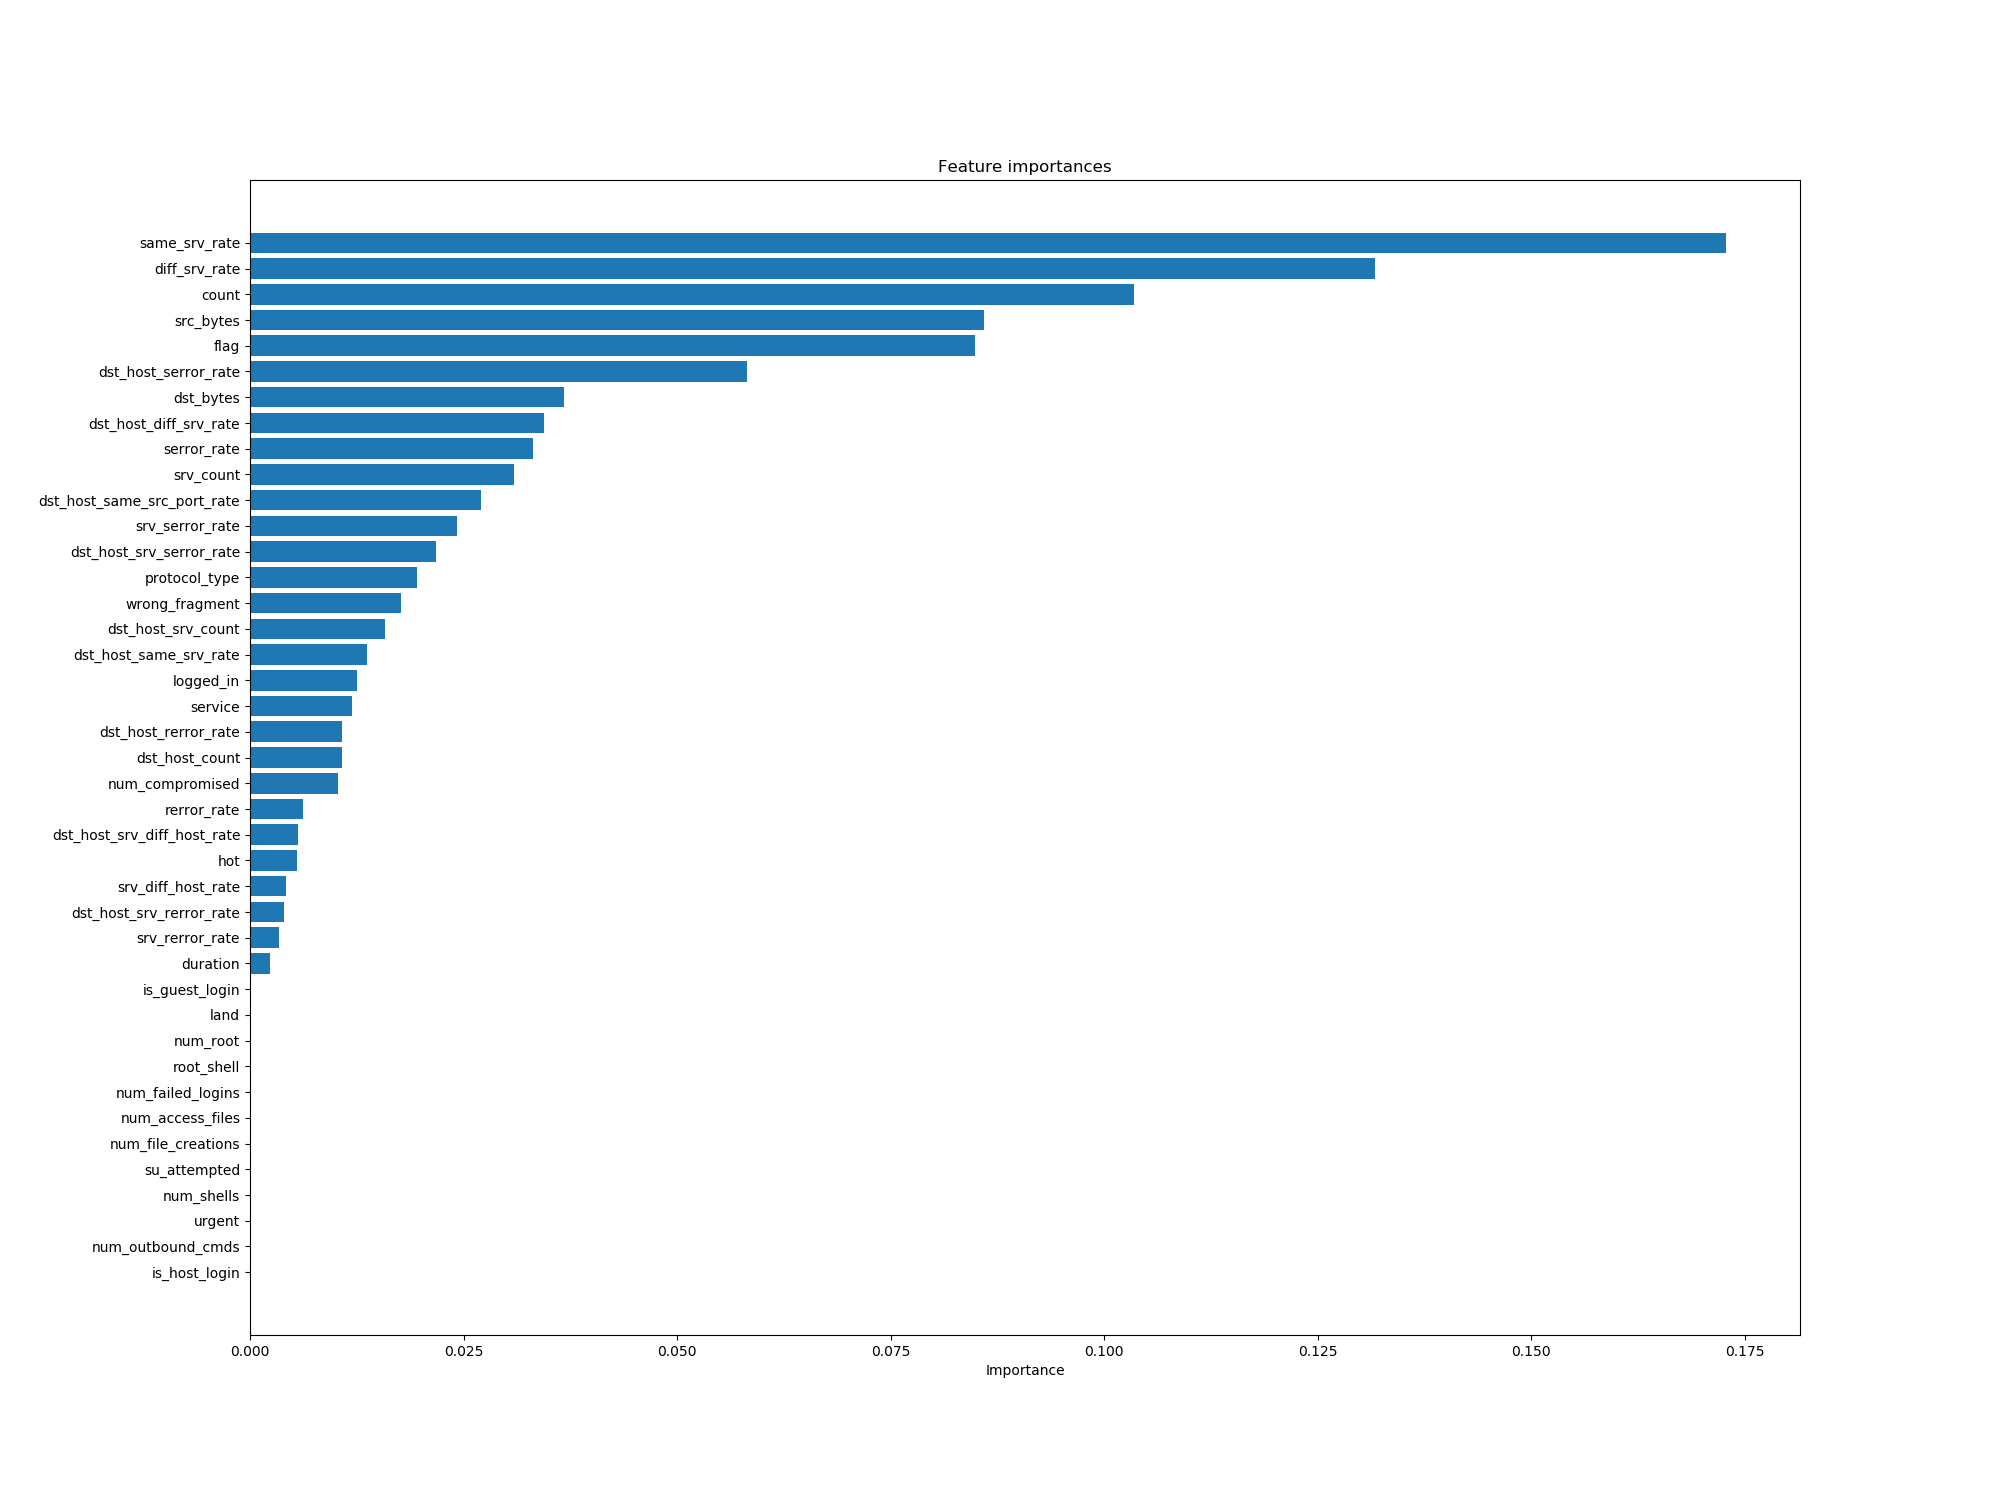 Feature importances
same_srv_rate
diff_srv_rate
count
src_bytes
flag
dst_host_serror_rate
dst_bytes
dst_host_diff_srv_rate
serror_rate
srv_count
dst_host_same_src_port_rate
srv_serror_rate
dst_host_srv_serror_rate
protocol_type
wrong_fragment
dst_host_srv_count
dst_host_same_srv_rate
logged_in
service
dst_host_rerror_rate
dst_host_count
num_compromised
rerror_rate
dst_host_srv_diff_host_rate
hot
srv_diff_host_rate
dst_host_srv_rerror_rate
srv_rerror_rate
duration
is_guest_login
land
num_root
root_shell
num_failed_logins
num_access_files
num_file_creations
su_attempted
num_shells
urgent
num_outbound_cmds
is_host_login
0.000 0.025 0.050 0.075 0.100 0.125 0.150 0.175
Importance